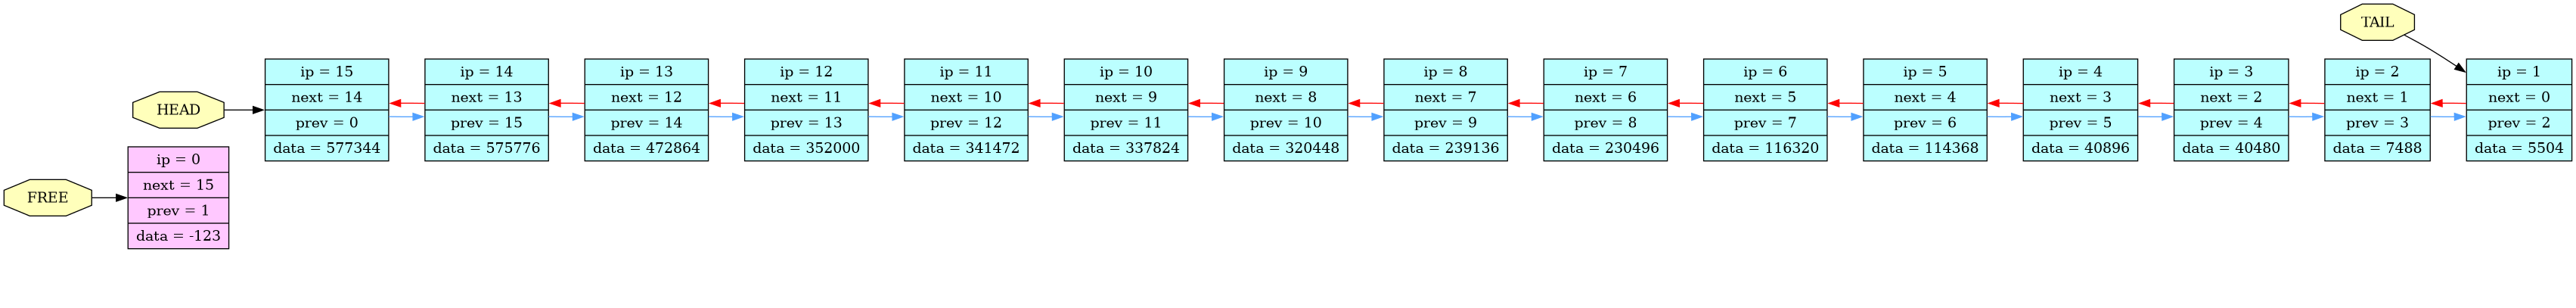 TAIL
HEAD
ip = 15
next = 14
prev = 0
data = 577344
ip = 14
next = 13
prev = 15
data = 575776
ip = 13
next = 12
prev = 14
data = 472864
ip = 12
next = 11
prev = 13
data = 352000
ip = 11
next = 10
prev = 12
data = 341472
ip = 10
next = 9
prev = 11
data = 337824
ip = 9
next = 8
prev = 10
data = 320448
ip = 8
next = 7
prev = 9
data = 239136
ip = 7
next = 6
prev = 8
data = 230496
ip = 6
next = 5
prev = 7
data = 116320
ip = 5
next = 4
prev = 6
data = 114368
ip = 4
next = 3
prev = 5
data = 40896
ip = 3
next = 2
prev = 4
data = 40480
ip = 2
next = 1
prev = 3
data = 7488
ip = 1
next = 0
prev = 2
data = 5504
FREE
ip = 0
next = 15
prev = 1
data = -123